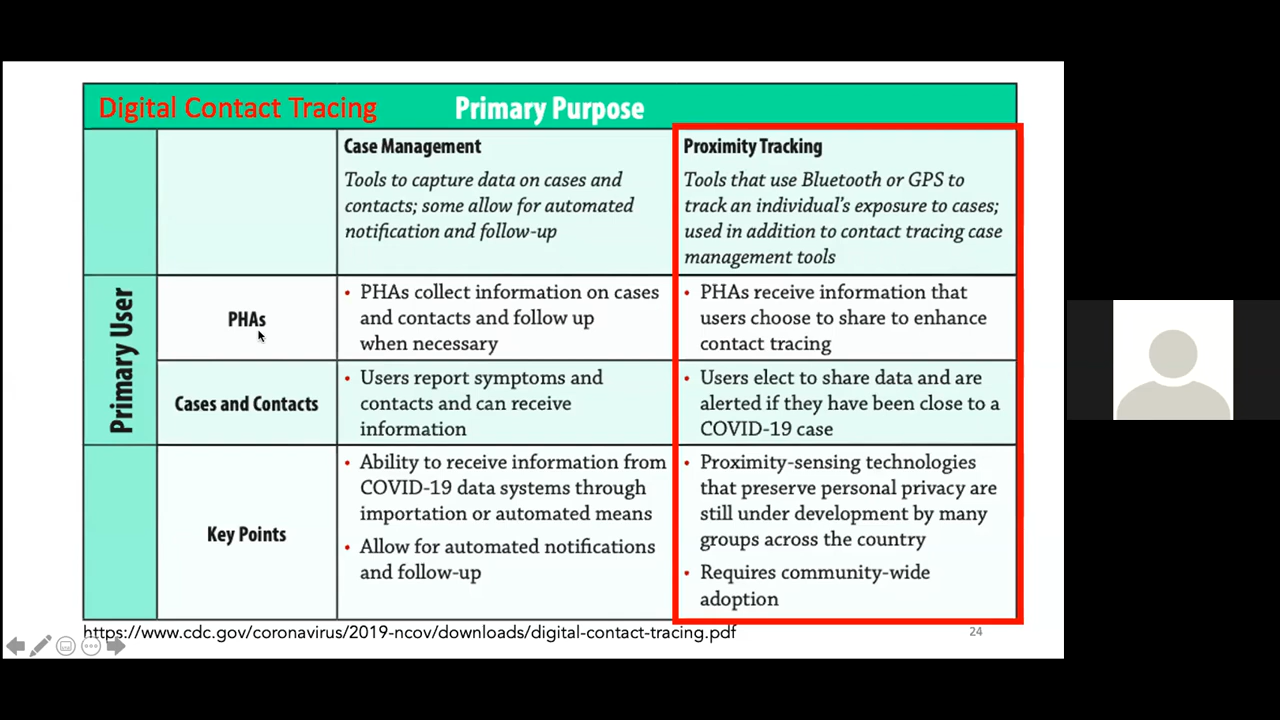 Digital Contact Tracing
Primary Purpose
Case Management
Tools to capture data on cases and
contacts; some allow for automated
notification and follow-up
Proximity Tracking
Tools that use Bluetooth or GPS to
track an individual’s exposure to cases;
used in addition to contact tracing case
management tools
Primary User
PHAs
• PHAs collect information on cases
and contacts and follow up
when necessary
• PHAs receive information that
users choose to share to enhance
contact tracing
Cases and Contacts
• Users report symptoms and
contacts and can receive
information
• Users elect to share data and are
alerted if they have been close to a
COVID-19 case
Key Points
• Ability to receive information from
COVID-19 data systems through
importation or automated means
• Allow for automated notifications
and follow-up
• Proximity-sensing technologies
that preserve personal privacy are
still under development by many
groups across the country
• Requires community-wide
adoption
https://www.cdc.gov/coronavirus/2019-ncov/downloads/digital-contact-tracing.pdf
24